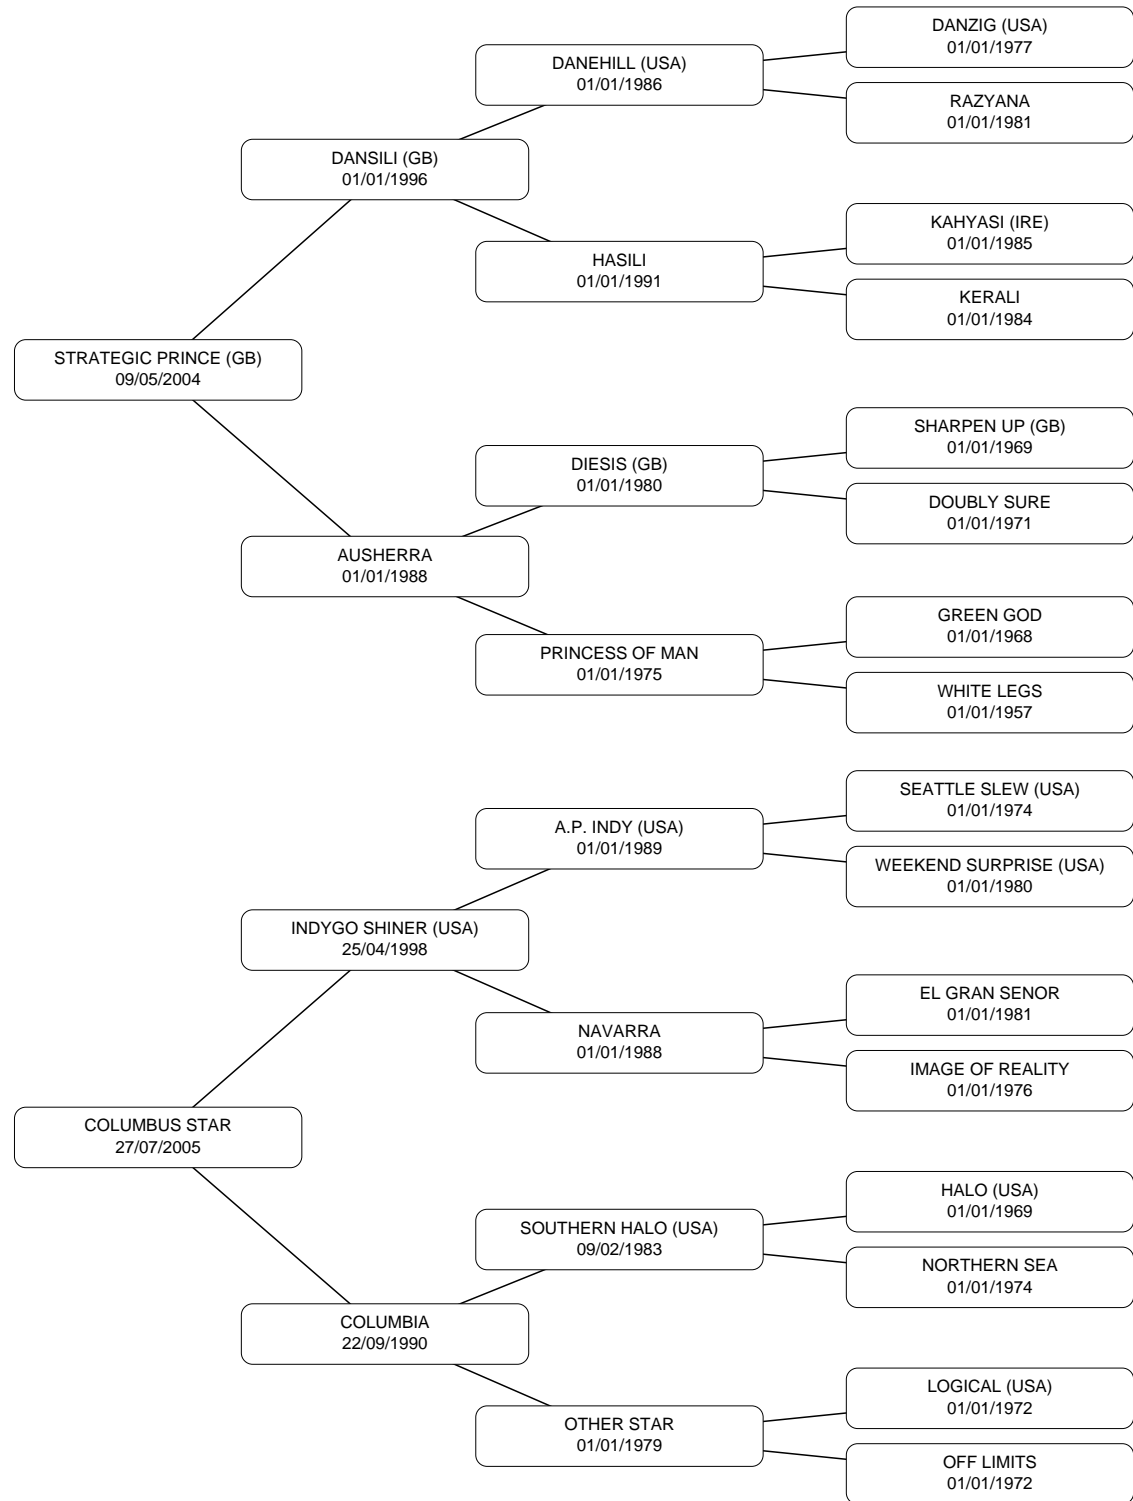 DANZIG (USA)
01/01/1977
DANEHILL (USA)
01/01/1986
RAZYANA
01/01/1981
DANSILI (GB)
01/01/1996
KAHYASI (IRE)
01/01/1985
HASILI
01/01/1991
KERALI
01/01/1984
STRATEGIC PRINCE (GB)
09/05/2004
SHARPEN UP (GB)
01/01/1969
DIESIS (GB)
01/01/1980
DOUBLY SURE
01/01/1971
AUSHERRA
01/01/1988
GREEN GOD
01/01/1968
PRINCESS OF MAN
01/01/1975
WHITE LEGS
01/01/1957
SEATTLE SLEW (USA)
01/01/1974
A.P. INDY (USA)
01/01/1989
WEEKEND SURPRISE (USA)
01/01/1980
INDYGO SHINER (USA)
25/04/1998
EL GRAN SENOR
01/01/1981
NAVARRA
01/01/1988
IMAGE OF REALITY
01/01/1976
COLUMBUS STAR
27/07/2005
HALO (USA)
01/01/1969
SOUTHERN HALO (USA)
09/02/1983
NORTHERN SEA
01/01/1974
COLUMBIA
22/09/1990
LOGICAL (USA)
01/01/1972
OTHER STAR
01/01/1979
OFF LIMITS
01/01/1972